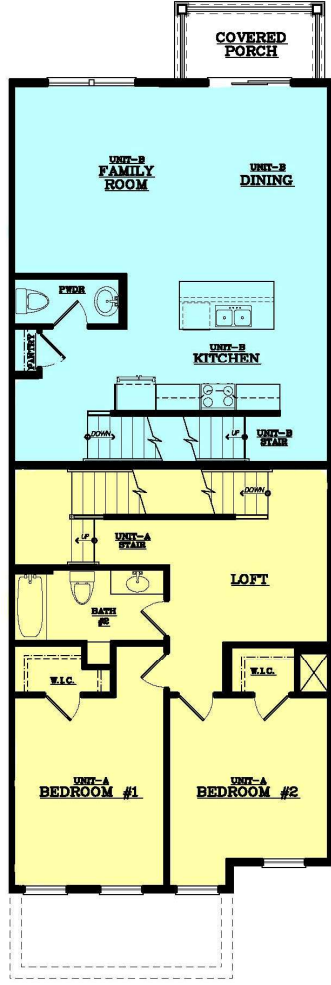 COVERED
PORCH
UNIT-B
FAMILY
ROOM
UNIT-B
DINING
PWDR
PANTRY
UNIT-B
KITCHEN
DOWN
UP
UNIT-B
STAIR
DOWN
UP
UNIT-A
STAIR
LOFT
BATH
#2
W.I.C.
W.I.C.
UNIT-A
BEDROOM #1
UNIT-A
BEDROOM #2